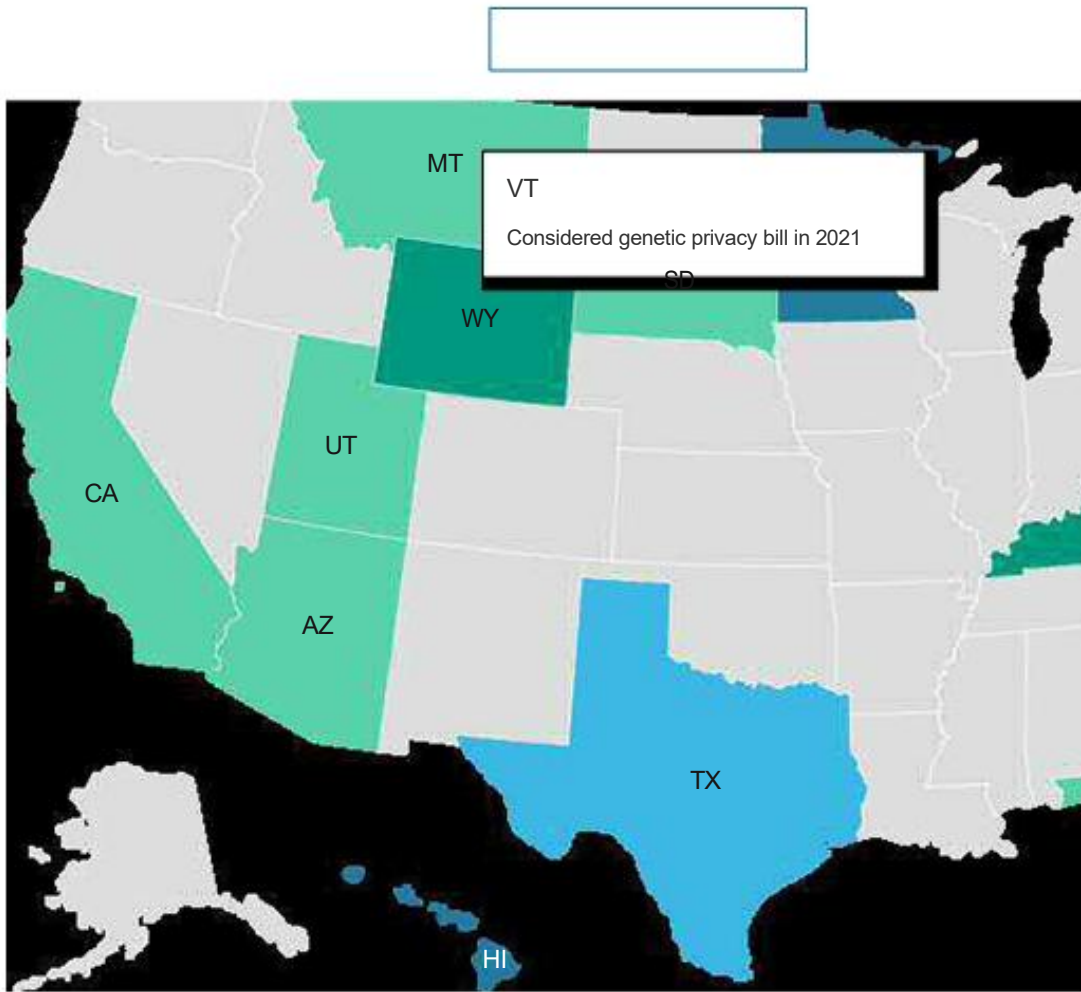 MT
VT
Considered genetic privacy bill in 2021
SD
WY
UT
CA
AZ
TX
HI